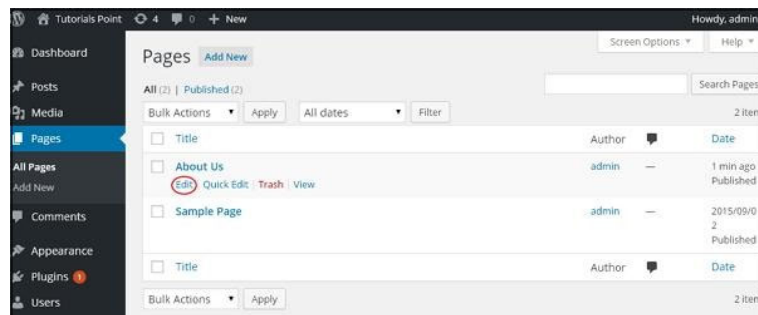 Tutorials Point 4 0 + New Howdy, admin
Dashboard
Posts
Media
Pages
All Pages
Add New
Comments
Appearance
Plugins 1
Users
Screen Options Help
Pages Add New
All (2) | Published (2)
Search Pages
Bulk Actions Apply All dates Filter 2 item
Title Author Date
About Us admin — 1 min ago
Edit | Quick Edit | Trash | View Published
Sample Page admin — 2015/09/0
2
Published
Title Author Date
Bulk Actions Apply 2 item